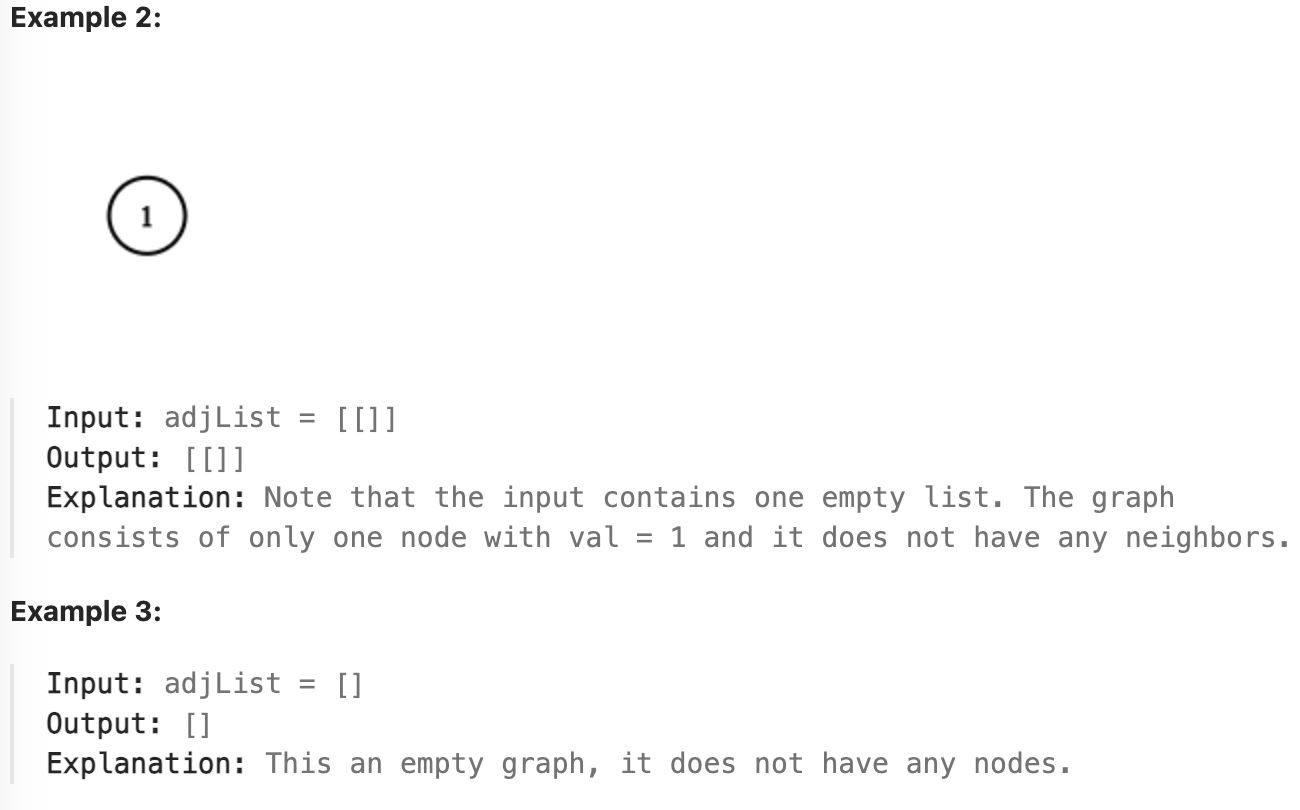 Example 2:
1
Input: adjList = [[]]
Output: [[]]
Explanation: Note that the input contains one empty list. The graph
consists of only one node with val = 1 and it does not have any neighbors.
Example 3:
Input: adjList = []
Output: []
Explanation: This an empty graph, it does not have any nodes.